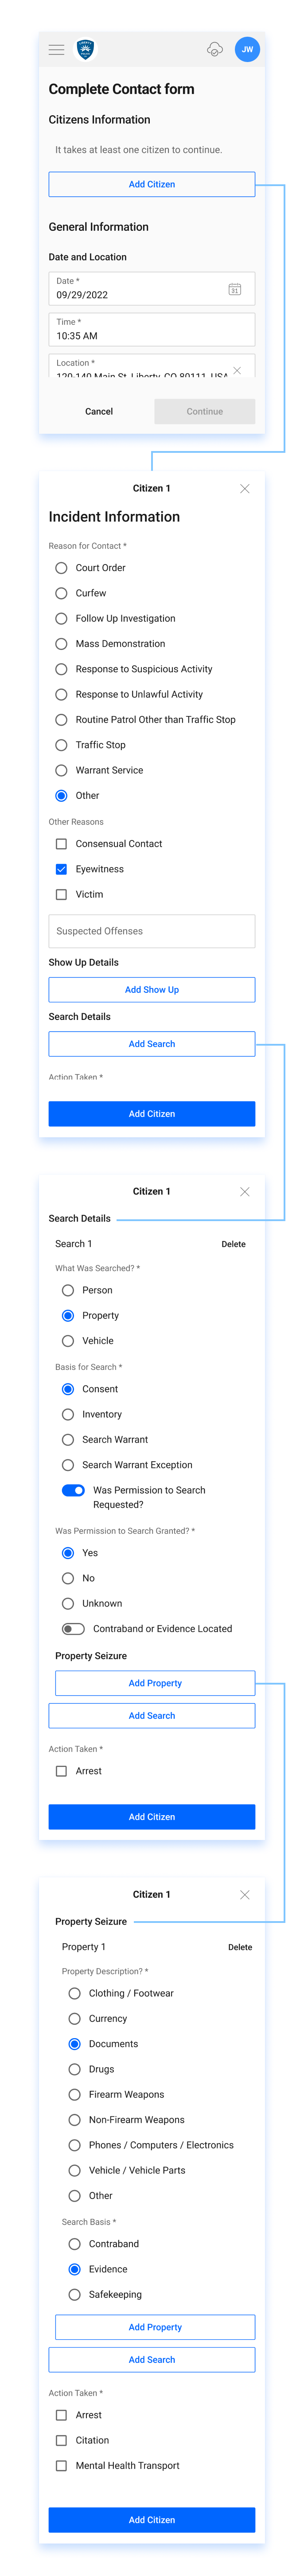 JW
Complete Contact form
Citizens Information
It takes at least one citizen to continue.
Add Citizen
General Information
Date and Location
Date *
09/29/2022
31
Time *
10:35 AM
Location *
120-140 Main St, Liberty, CO 80111, USA
Cancel
Continue
Citizen 1
Incident Information
Reason for Contact *
Court Order
Curfew
Follow Up Investigation
Mass Demonstration
Response to Suspicious Activity
Response to Unlawful Activity
Routine Patrol Other than Traffic Stop
Traffic Stop
Warrant Service
Other
Other Reasons
Consensual Contact
Eyewitness
Victim
Suspected Offenses
Show Up Details
Add Show Up
Search Details
Add Search
Action Taken *
Add Citizen
Citizen 1
Search Details
Search 1
Delete
What Was Searched? *
Person
Property
Vehicle
Basis for Search *
Consent
Inventory
Search Warrant
Search Warrant Exception
Was Permission to Search
Requested?
Was Permission to Search Granted? *
Yes
No
Unknown
Contraband or Evidence Located
Property Seizure
Add Property
Add Search
Action Taken *
Arrest
Add Citizen
Citizen 1
Property Seizure
Property 1
Delete
Property Description? *
Clothing / Footwear
Currency
Documents
Drugs
Firearm Weapons
Non-Firearm Weapons
Phones / Computers / Electronics
Vehicle / Vehicle Parts
Other
Search Basis *
Contraband
Evidence
Safekeeping
Add Property
Add Search
Action Taken *
Arrest
Citation
Mental Health Transport
Add Citizen